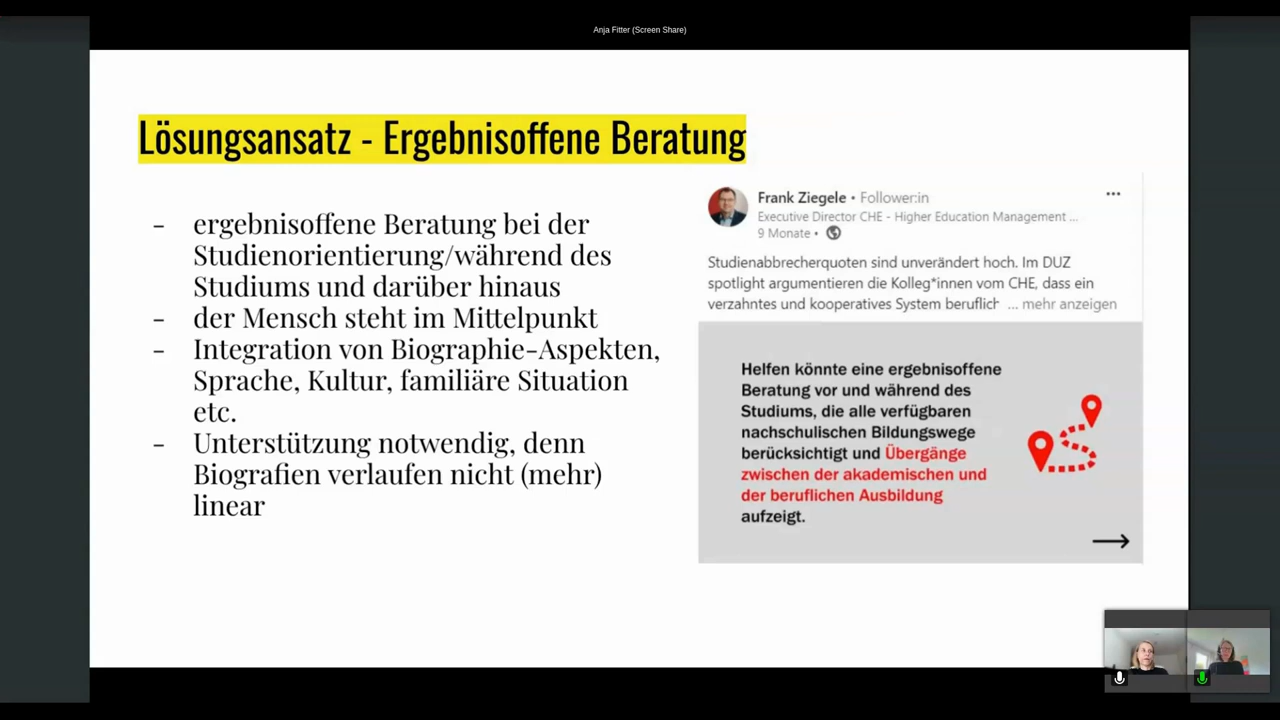 Anja Fitter (Screen Share)
Lösungsansatz - Ergebnisoffene Beratung
- ergebnisoffene Beratung bei der
Studienorientierung/während des
Studiums und darüber hinaus
- der Mensch steht im Mittelpunkt
- Integration von Biographie-Aspekten,
Sprache, Kultur, familiäre Situation
etc.
- Unterstützung notwendig, denn
Biografien verlaufen nicht (mehr)
linear
Frank Ziegele • Follower:in
Executive Director CHE - Higher Education Management ...
9 Monate •
Studienabbrecherquoten sind unverändert hoch. Im DUZ
spotlight argumentieren die Kolleg*innen vom CHE, dass ein
verzahntes und kooperatives System beruflich ... mehr anzeigen
Helfen könnte eine ergebnisoffene
Beratung vor und während des
Studiums, die alle verfügbaren
nachschulischen Bildungswege
berücksichtigt und Übergänge
zwischen der akademischen und
der beruflichen Ausbildung
aufzeigt.